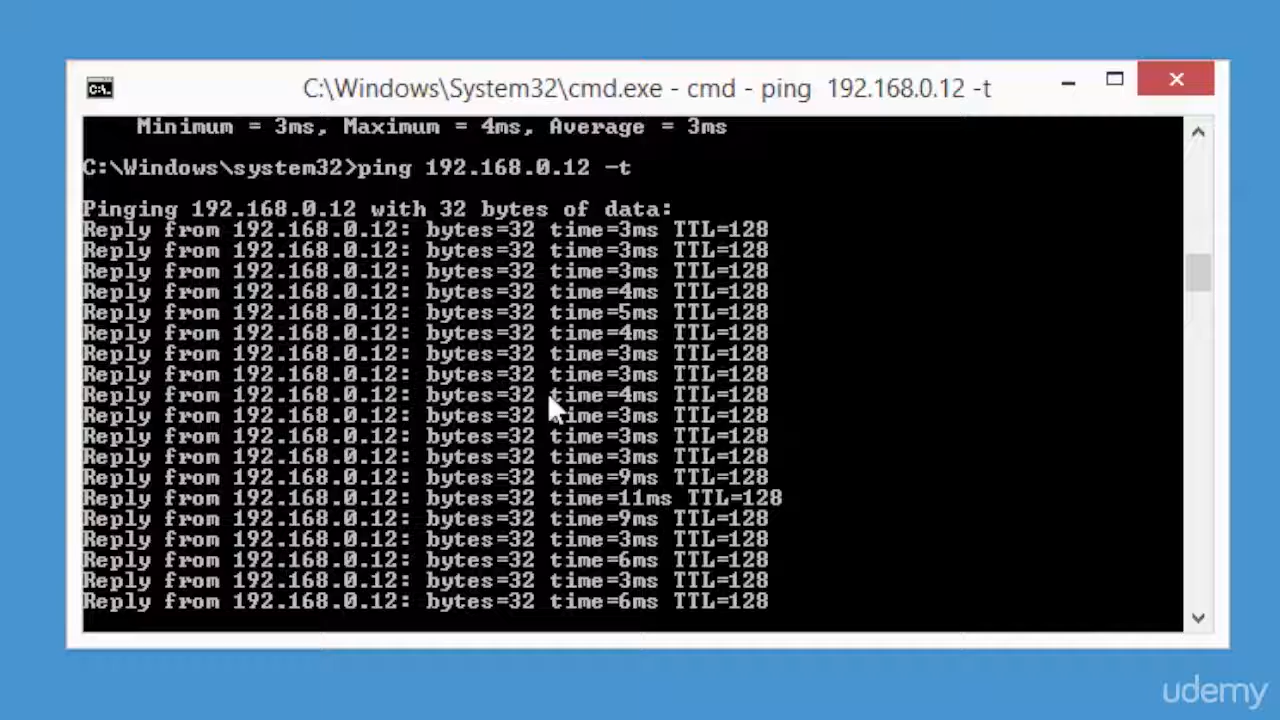 C:\Windows\System32\cmd.exe - cmd - ping 192.168.0.12 -t
Minimum = 3ms, Maximum = 4ms, Average = 3ms
C:\Windows\system32>ping 192.168.0.12 -t
Pinging 192.168.0.12 with 32 bytes of data:
Reply from 192.168.0.12: bytes=32 time=3ms TTL=128
Reply from 192.168.0.12: bytes=32 time=3ms TTL=128
Reply from 192.168.0.12: bytes=32 time=3ms TTL=128
Reply from 192.168.0.12: bytes=32 time=4ms TTL=128
Reply from 192.168.0.12: bytes=32 time=5ms TTL=128
Reply from 192.168.0.12: bytes=32 time=4ms TTL=128
Reply from 192.168.0.12: bytes=32 time=3ms TTL=128
Reply from 192.168.0.12: bytes=32 time=3ms TTL=128
Reply from 192.168.0.12: bytes=32 time=4ms TTL=128
Reply from 192.168.0.12: bytes=32 time=3ms TTL=128
Reply from 192.168.0.12: bytes=32 time=3ms TTL=128
Reply from 192.168.0.12: bytes=32 time=3ms TTL=128
Reply from 192.168.0.12: bytes=32 time=9ms TTL=128
Reply from 192.168.0.12: bytes=32 time=11ms TTL=128
Reply from 192.168.0.12: bytes=32 time=9ms TTL=128
Reply from 192.168.0.12: bytes=32 time=3ms TTL=128
Reply from 192.168.0.12: bytes=32 time=6ms TTL=128
Reply from 192.168.0.12: bytes=32 time=3ms TTL=128
Reply from 192.168.0.12: bytes=32 time=6ms TTL=128
udemy